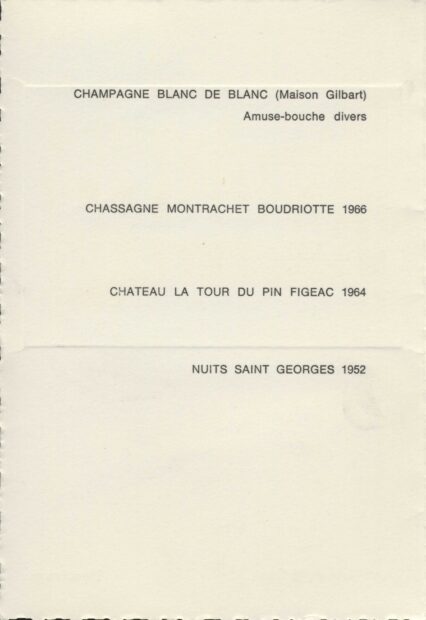 CHAMPAGNE BLANC DE BLANC (Maison Gilbart)
Amuse-bouche divers
CHASSAGNE MONTRACHET BOUDRIOTTE 1966
CHATEAU LA TOUR DU PIN FIGEAC 1964
NUITS SAINT GEORGES 1952